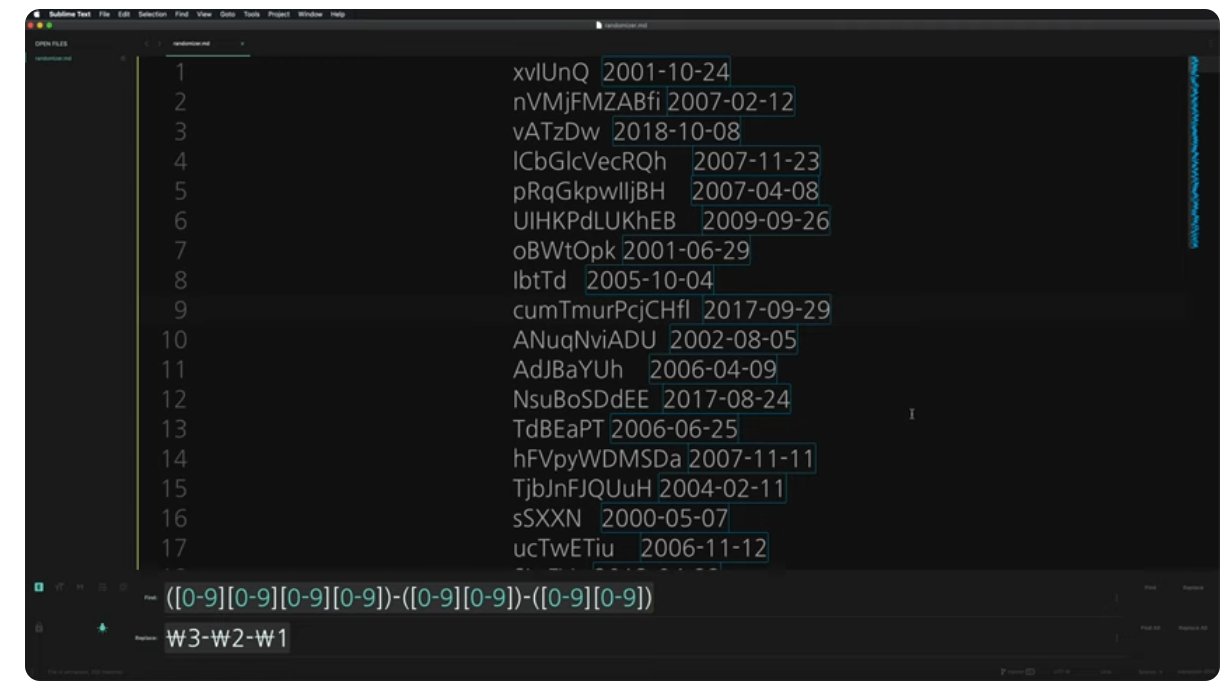 Sublime Text File Edit Selection Find View Goto Tools Project Window Help
randomizer.md
OPEN FILES
randomizer.md
randomizer.md
1 xvIUnQ 2001-10-24
2 nVMjFMZABfi 2007-02-12
3 vATzDw 2018-10-08
4 lCbGlcVecRQh 2007-11-23
5 pRqGkpwIIjBH 2007-04-08
6 UIHKPdLUKhEB 2009-09-26
7 oBWtOpk 2001-06-29
8 IbtTd 2005-10-04
9 cumTmurPcjCHfl 2017-09-29
10 ANuqNviADU 2002-08-05
11 AdJBaYUh 2006-04-09
12 NsuBoSDdEE 2017-08-24
13 TdBEaPT 2006-06-25
14 hFVpyWDMSDa 2007-11-11
15 TjbJnFJQUuH 2004-02-11
16 sSXXN 2000-05-07
17 ucTwETiu 2006-11-12
Find: ([0-9][0-9][0-9][0-9])-([0-9][0-9])-([0-9][0-9])
Find Replace
Replace: ₩3-₩2-₩1
Find All Replace All